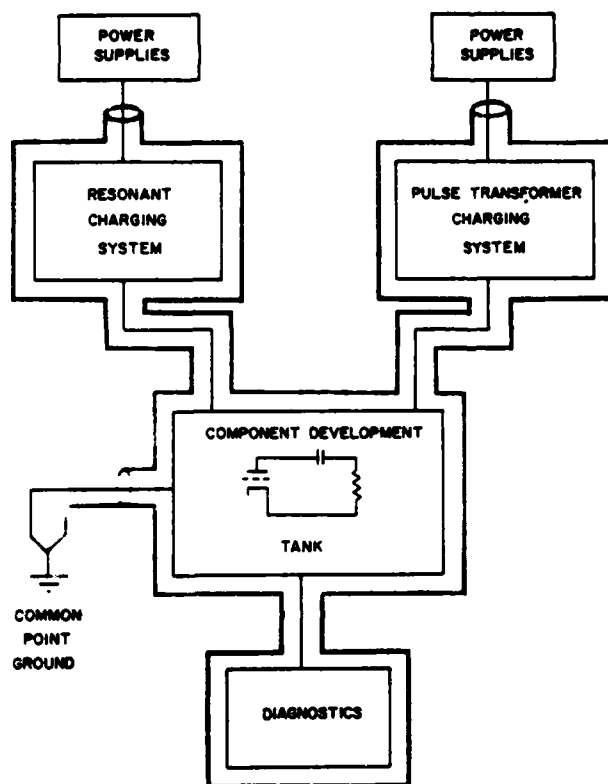 POWER
SUPPLIES
POWER
SUPPLIES
RESONANT
CHARGING
SYSTEM
PULSE TRANSFORMER
CHARGING
SYSTEM
COMPONENT DEVELOPMENT
TANK
COMMON
POINT
GROUND
DIAGNOSTICS